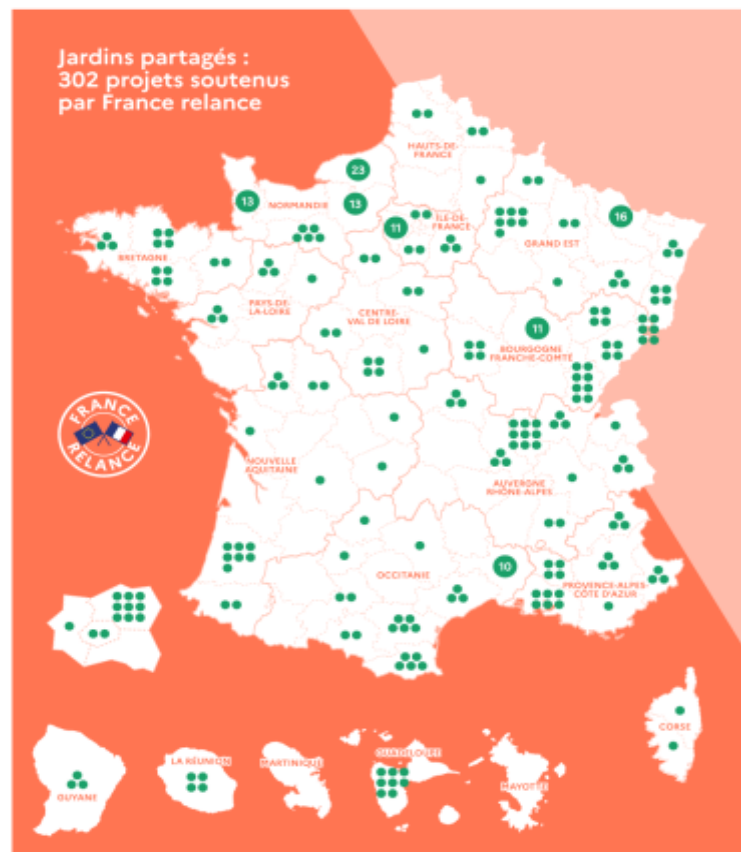 Jardins partagés :
302 projets soutenus
par France relance
HAUTS-DE-
FRANCE
23
13
NORMANDIE
13
11
ÎLE-DE-
FRANCE
16
GRAND EST
BRETAGNE
PAYS-DE-
LA-LOIRE
CENTRE-
VAL DE LOIRE
11
BOURGOGNE
FRANCHE-COMTÉ
FRANCE
RELANCE
NOUVELLE
AQUITAINE
AUVERGNE
RHÔNE-ALPES
10
OCCITANIE
PROVENCE-ALPES-
CÔTE D'AZUR
CORSE
GUYANE
LA RÉUNION
MARTINIQUE
GUADELOUPE
MAYOTTE